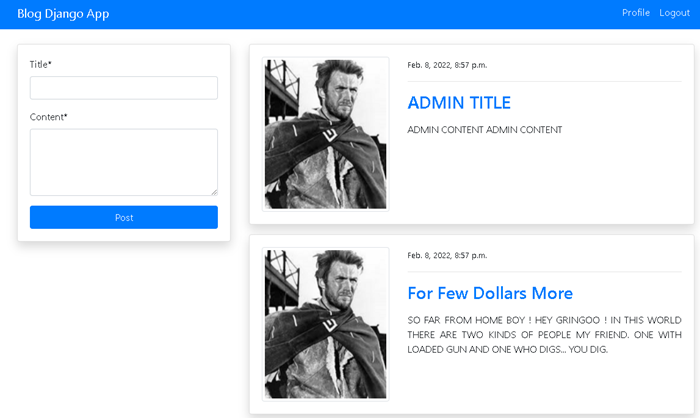 Blog Django App
Profile Logout
Title*
Content*
Post
Feb. 8, 2022, 8:57 p.m.
ADMIN TITLE
ADMIN CONTENT ADMIN CONTENT
Feb. 8, 2022, 8:57 p.m.
For Few Dollars More
SO FAR FROM HOME BOY ! HEY GRINGOO ! IN THIS WORLD
THERE ARE TWO KINDS OF PEOPLE MY FRIEND. ONE WITH
LOADED GUN AND ONE WHO DIGS... YOU DIG.